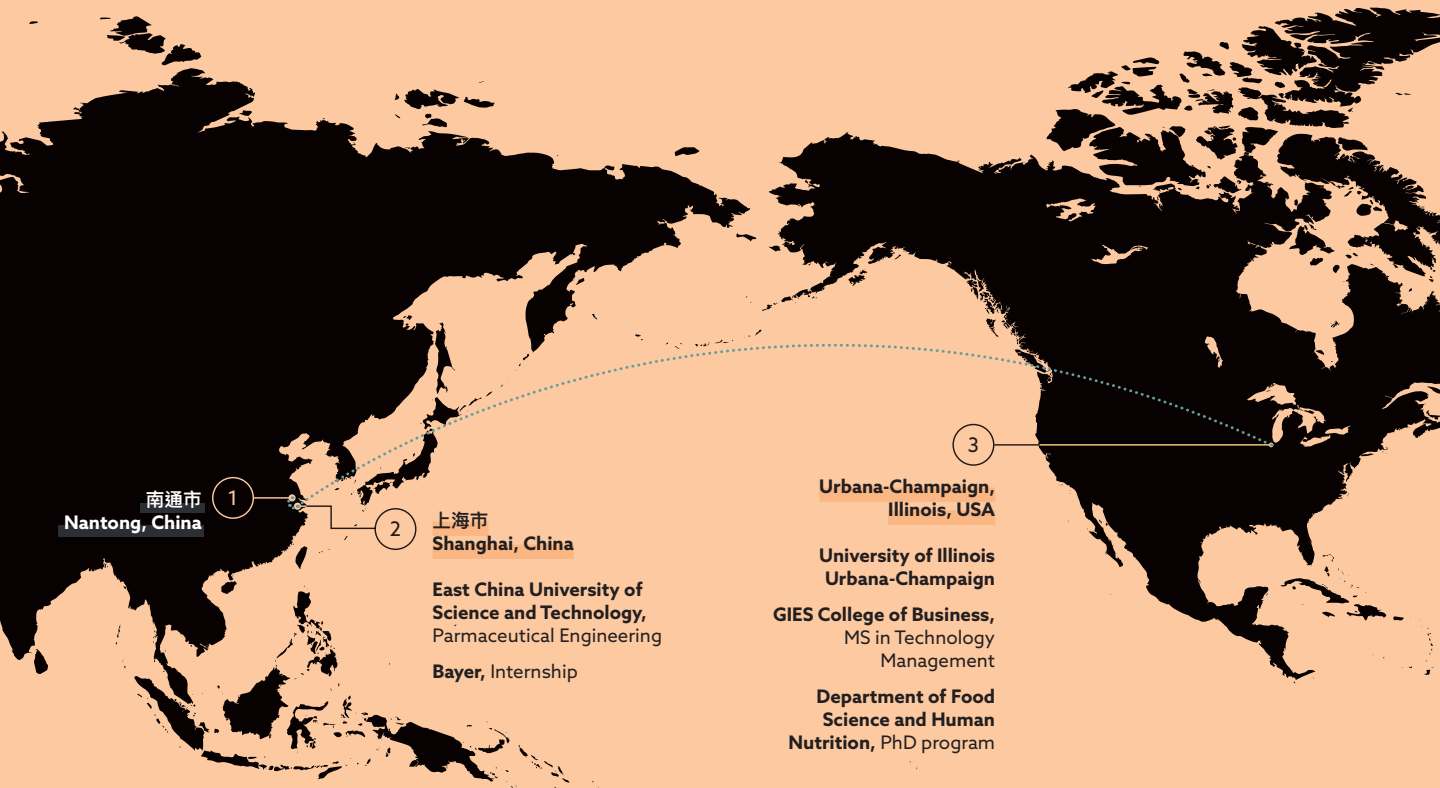 1
南通市
Nantong, China
2
上海市
Shanghai, China
East China University of
Science and Technology,
Parmaceutical Engineering
Bayer, Internship
3
Urbana-Champaign,
Illinois, USA
University of Illinois
Urbana-Champaign
GIES College of Business,
MS in Technology
Management
Department of Food
Science and Human
Nutrition, PhD program